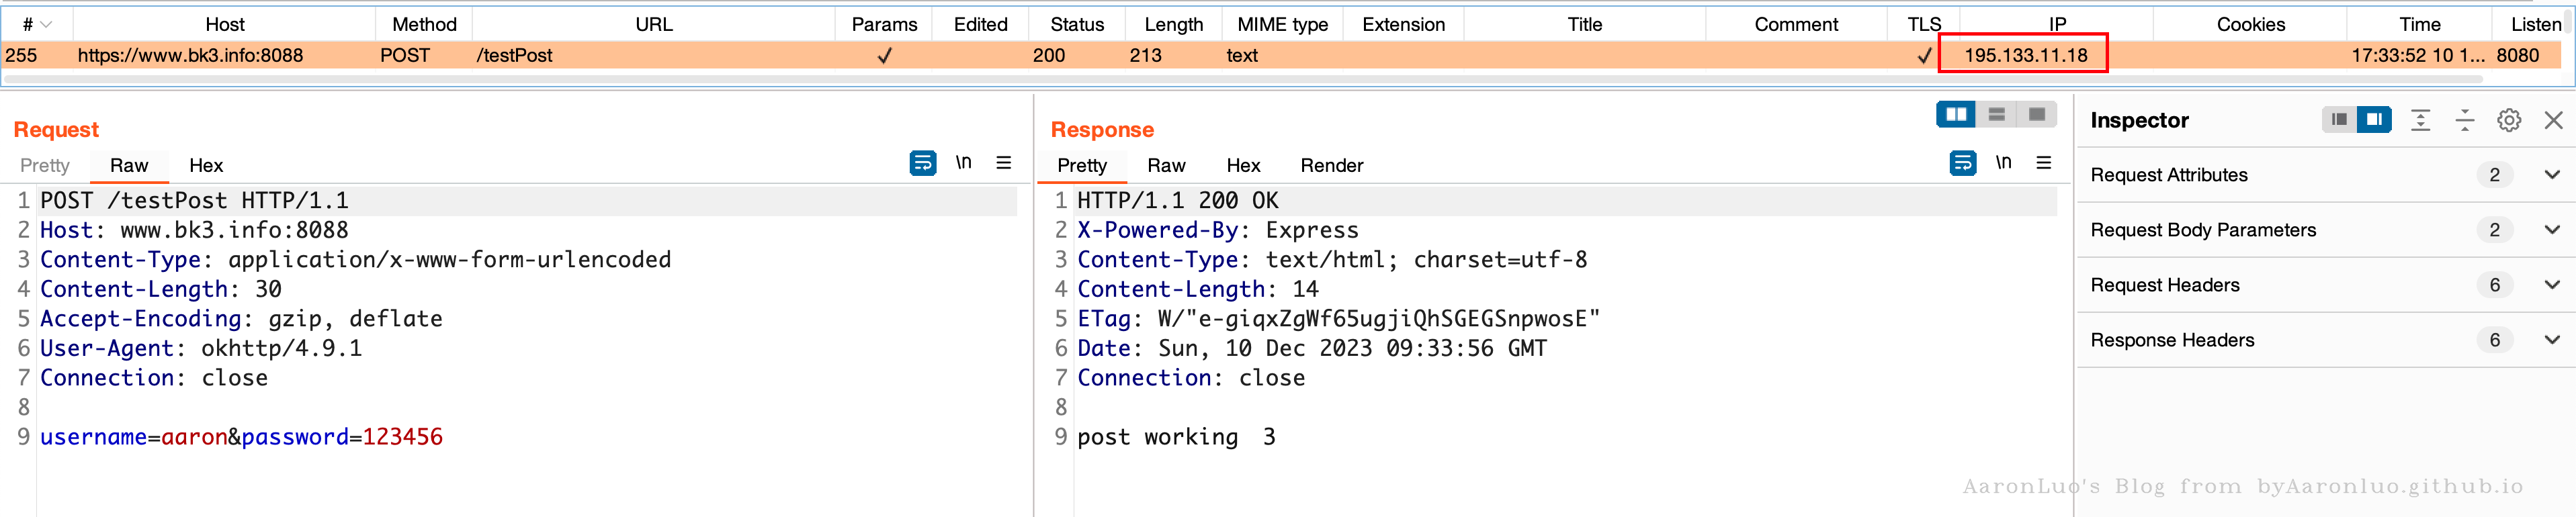 # Host Method URL Params Edited Status Length MIME type Extension Title Comment TLS IP Cookies Time Listen
255 https://www.bk3.info:8088 POST /testPost ✓ 200 213 text ✓ 195.133.11.18 17:33:52 10 1... 8080
Request
Pretty Raw Hex \n
1 POST /testPost HTTP/1.1
2 Host: www.bk3.info:8088
3 Content-Type: application/x-www-form-urlencoded
4 Content-Length: 30
5 Accept-Encoding: gzip, deflate
6 User-Agent: okhttp/4.9.1
7 Connection: close
8
9 username=aaron&password=123456
Response
Pretty Raw Hex Render \n
1 HTTP/1.1 200 OK
2 X-Powered-By: Express
3 Content-Type: text/html; charset=utf-8
4 Content-Length: 14
5 ETag: W/"e-giqxZgWf65ugjiQhSGEGSnpwosE"
6 Date: Sun, 10 Dec 2023 09:33:56 GMT
7 Connection: close
8
9 post working 3
Inspector
Request Attributes 2
Request Body Parameters 2
Request Headers 6
Response Headers 6
AaronLuo's Blog from byAaronluo.github.io